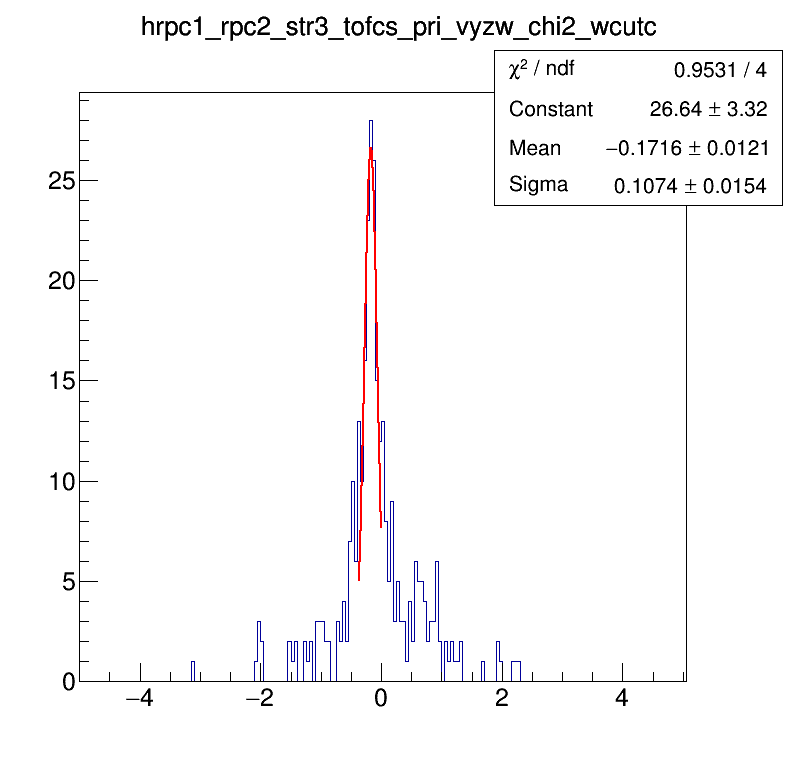 hrpc1_rpc2_str3_tofcs_pri_vyzw_chi2_wcutc
χ² / ndf 0.9531 / 4
Constant 26.64 ± 3.32
Mean −0.1716 ± 0.0121
Sigma 0.1074 ± 0.0154
25
20
15
10
5
0
−4 −2 0 2 4